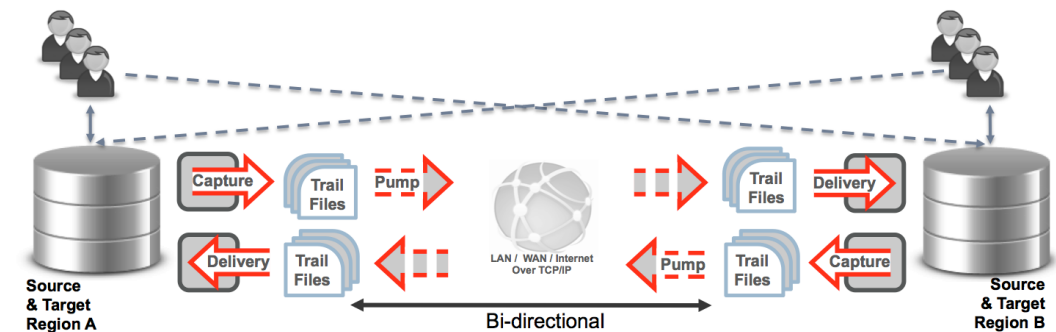 Capture
Trail
Files
Pump
Trail
Files
Delivery
LAN / WAN / Internet
Over TCP/IP
Delivery
Trail
Files
Pump
Trail
Files
Capture
Source
& Target
Region A
Bi-directional
Source
& Target
Region B